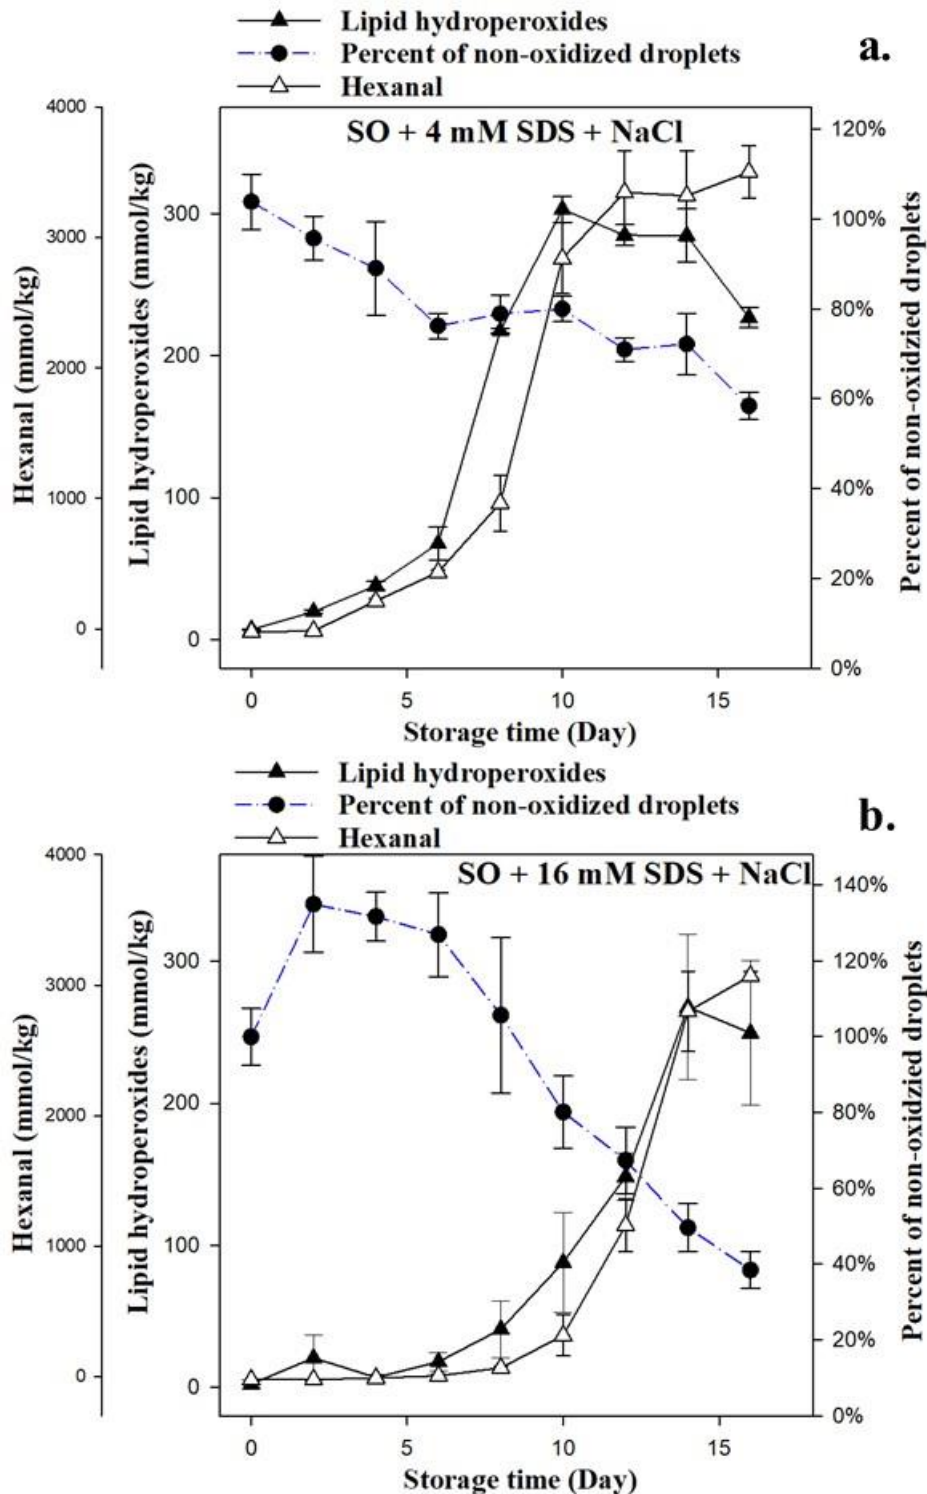 Lipid hydroperoxides
Percent of non-oxidized droplets
Hexanal
a.
SO + 4 mM SDS + NaCl
Hexanal (mmol/kg)
4000
3000
2000
1000
0
Lipid hydroperoxides (mmol/kg)
300
200
100
0
120%
100%
80%
60%
40%
20%
0%
Percent of non-oxidzied droplets
0 5 10 15
Storage time (Day)
Lipid hydroperoxides
Percent of non-oxidized droplets
Hexanal
b.
SO + 16 mM SDS + NaCl
Hexanal (mmol/kg)
4000
3000
2000
1000
0
Lipid hydroperoxides (mmol/kg)
300
200
100
0
140%
120%
100%
80%
60%
40%
20%
0%
Percent of non-oxidzied droplets
0 5 10 15
Storage time (Day)